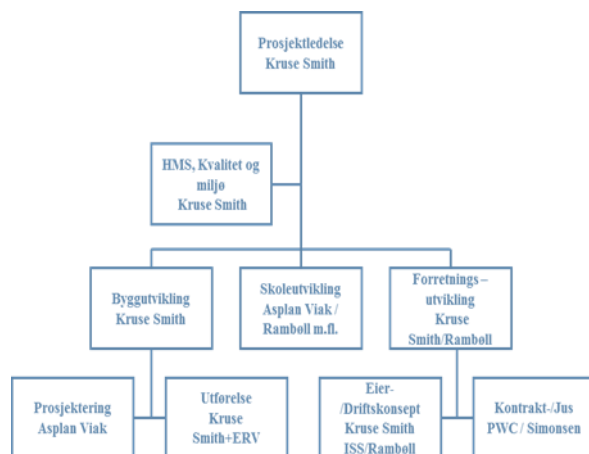 Prosjektledelse
Kruse Smith
HMS, Kvalitet og
miljø
Kruse Smith
Byggutvikling
Kruse Smith
Skoleutvikling
Asplan Viak /
Rambøll m.fl.
Forretnings –
utvikling
Kruse
Smith/Rambøll
Prosjektering
Asplan Viak
Utførelse
Kruse
Smith+ERV
Eier-
/Driftskonsept
Kruse Smith
ISS/Rambøll
Kontrakt-/Jus
PWC / Simonsen